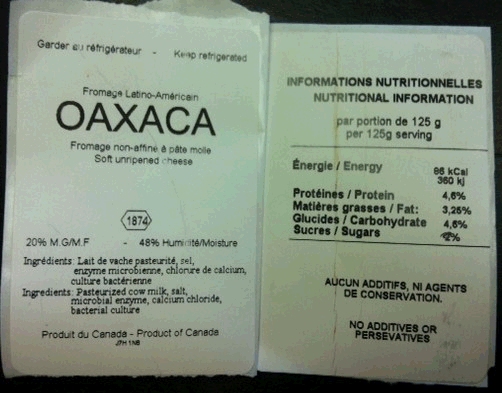 Garder au réfrigérateur - Keep refrigerated
Fromage Latino-Américain
OAXACA
Fromage non-affiné à pâte molle
Soft unripened cheese
1874
20% M.G/M.F - 48% Humidité/Moisture
Ingrédients: Lait de vache pasteurité, sel,
enzyme microbienne, chlorure de calcium,
culture bactérienne
Ingredients: Pasteurized cow milk, salt,
microbial enzyme, calcium chloride,
bacterial culture
Produit du Canada - Product of Canada
J7H 1N8
INFORMATIONS NUTRITIONNELLES
NUTRITIONAL INFORMATION
par portion de 125 g
per 125g serving
Énergie / Energy 86 kCal
360 kj
Protéines / Protein 4,6%
Matières grasses / Fat: 3,25%
Glucides / Carbohydrate 4,6%
Sucres / Sugars
AUCUN ADDITIFS, NI AGENTS
DE CONSERVATION.
NO ADDITIVES OR
PERSEVATIVES